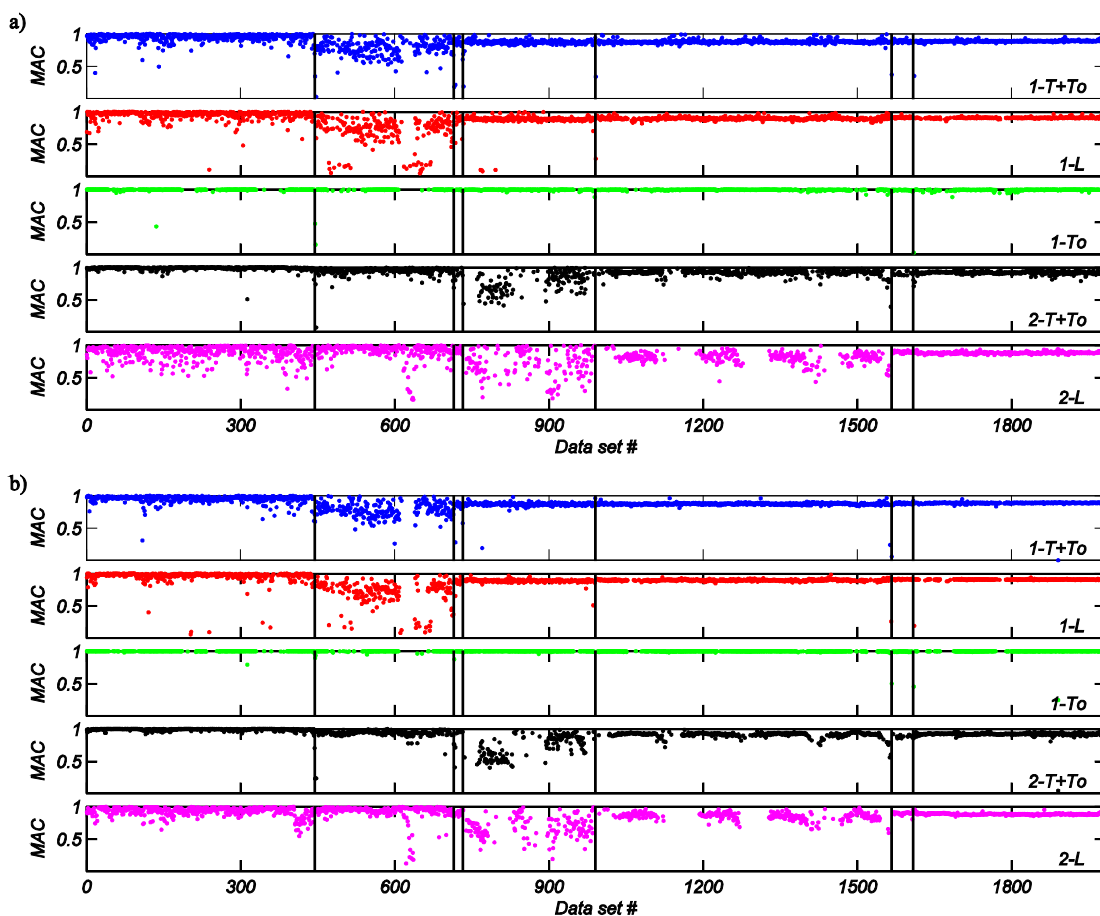 a)
MAC 1 0.5 1-T+To
MAC 1 0.5 1-L
MAC 1 0.5 1-To
MAC 1 0.5 2-T+To
MAC 1 0.5 2-L
0 300 600 900 1200 1500 1800
Data set #
b)
MAC 1 0.5 1-T+To
MAC 1 0.5 1-L
MAC 1 0.5 1-To
MAC 1 0.5 2-T+To
MAC 1 0.5 2-L
0 300 600 900 1200 1500 1800
Data set #